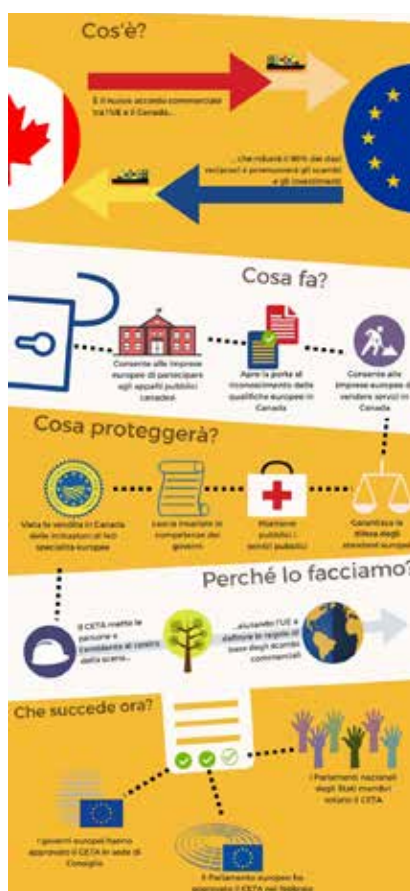 Cos'è?
È il nuovo accordo commerciale
tra l'UE e il Canada...
...che ridurrà il dei dazi
reciproci e promuoverà gli scambi
e gli investimenti
Cosa fa?
Consente alle imprese
europee di partecipare
agli appalti pubblici
canadesi
Apre la porta al
riconoscimento delle
qualifiche europee in
Canada
Consente alle
imprese europee di
vendere servizi in
Canada
Cosa proteggerà?
Vieta la vendita in Canada
delle imitazioni di
specialità europee
Lascia invariate le
competenze dei
governi
Mantiene
pubblici i
servizi pubblici
Garantisce la
difesa degli
standard europei
Perché lo facciamo?
Il CETA mette le
persone e
l'ambiente al centro
della scena...
...aiutando l'UE a
definire le regole di
base degli scambi
commerciali
Che succede ora?
I governi europei hanno
approvato il CETA in sede di
Consiglio
Il Parlamento europeo ha
approvato il CETA nel febbraio
I Parlamenti nazionali
degli Stati membri
votano il CETA